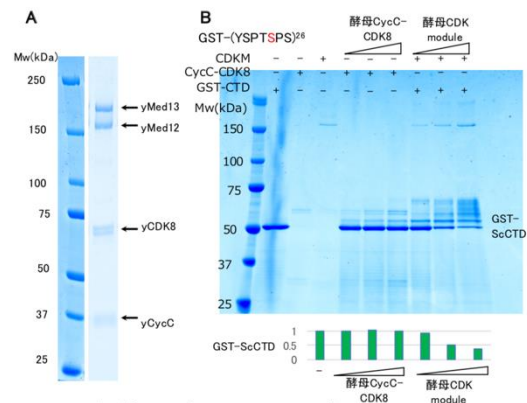 A
Mw(kDa)
250
150
100
75
50
37
25
yMed13
yMed12
yCDK8
yCycC
B
GST-(YSPTSPS)²⁶
酵母CycC-
CDK8
酵母CDK
module
CDKM − − + − − − + + +
CycC-CDK8 − + − + + + − − −
GST-CTD + − − + + + + + +
Mw(kDa)
150
100
75
50
37
25
GST-
ScCTD
GST-ScCTD
1
0.5
0
−
酵母CycC-
CDK8
酵母CDK
module